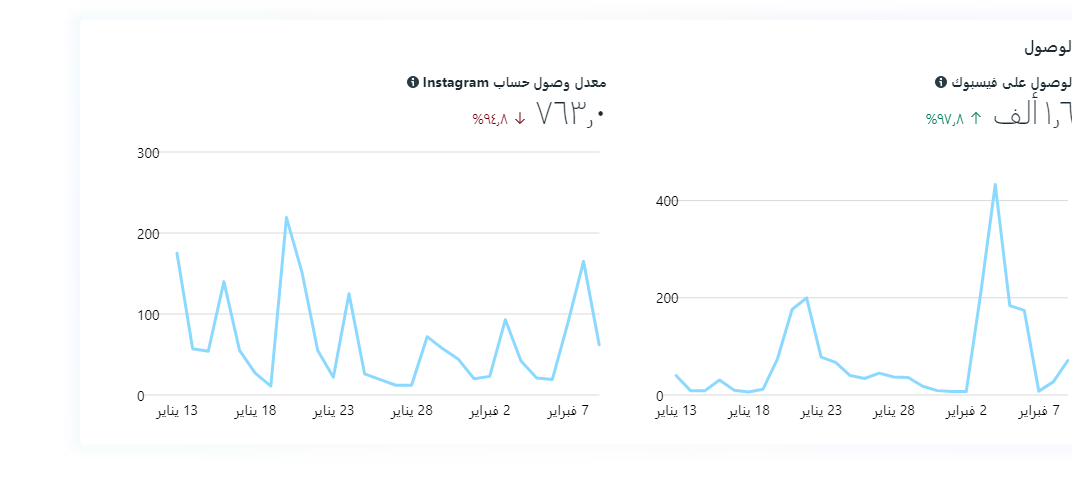 لوصول
لوصول على فيسبوك
١٫٦ ألف ↑ ٩٧٫٨%
400
200
0
13 يناير 18 يناير 23 يناير 28 يناير 2 فبراير 7 فبراير
معدل وصول حساب Instagram
٧٦٣٫٠ ↓ ٩٤٫٨%
300
200
100
0
13 يناير 18 يناير 23 يناير 28 يناير 2 فبراير 7 فبراير